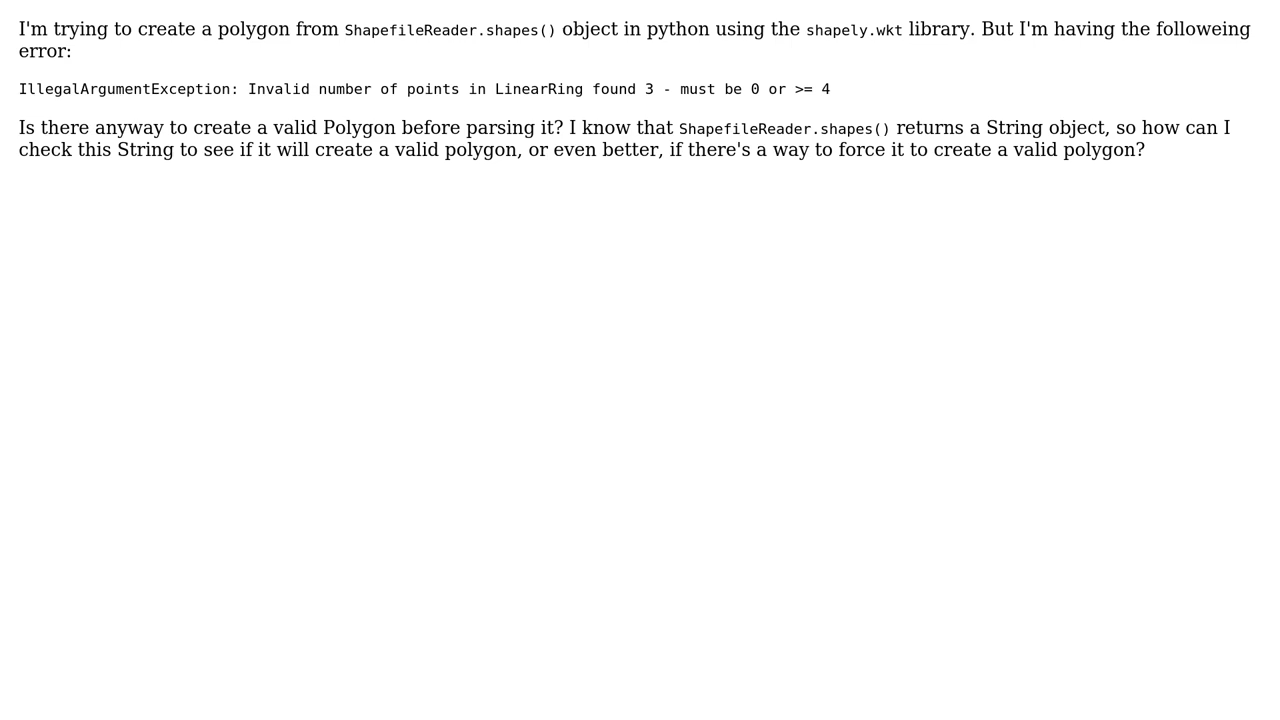 I'm trying to create a polygon from ShapefileReader.shapes() object in python using the shapely.wkt library. But I'm having the followeing
error:
IllegalArgumentException: Invalid number of points in LinearRing found 3 - must be 0 or >= 4
Is there anyway to create a valid Polygon before parsing it? I know that ShapefileReader.shapes() returns a String object, so how can I
check this String to see if it will create a valid polygon, or even better, if there's a way to force it to create a valid polygon?